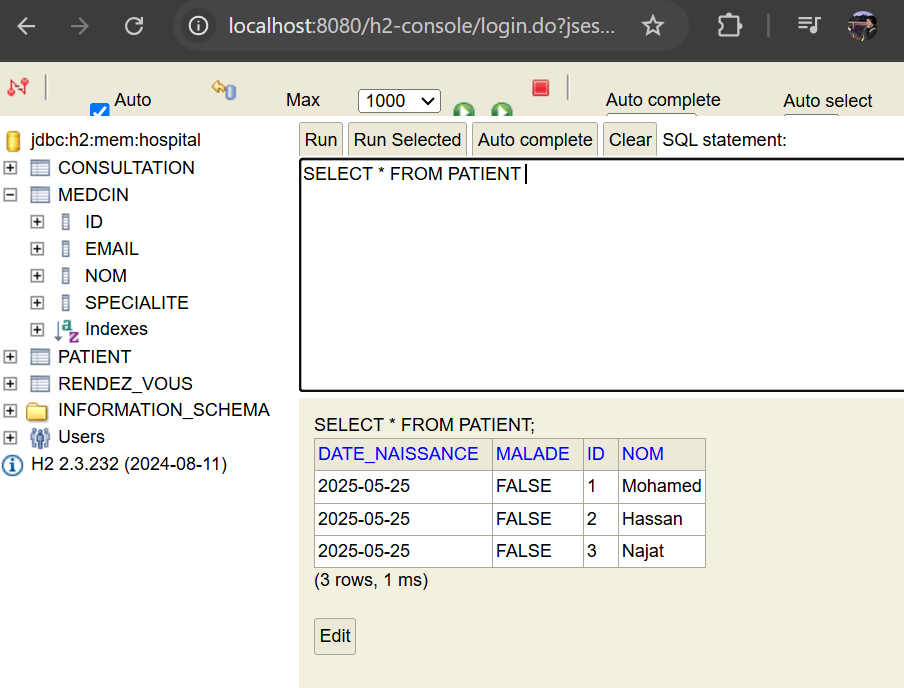 localhost:8080/h2-console/login.do?jses...
Auto Max 1000 Auto complete Auto select
jdbc:h2:mem:hospital
CONSULTATION
MEDCIN
ID
EMAIL
NOM
SPECIALITE
Indexes
PATIENT
RENDEZ_VOUS
INFORMATION_SCHEMA
Users
H2 2.3.232 (2024-08-11)
Run Run Selected Auto complete Clear SQL statement:
SELECT * FROM PATIENT
SELECT * FROM PATIENT;
DATE_NAISSANCE MALADE ID NOM
2025-05-25 FALSE 1 Mohamed
2025-05-25 FALSE 2 Hassan
2025-05-25 FALSE 3 Najat
(3 rows, 1 ms)
Edit